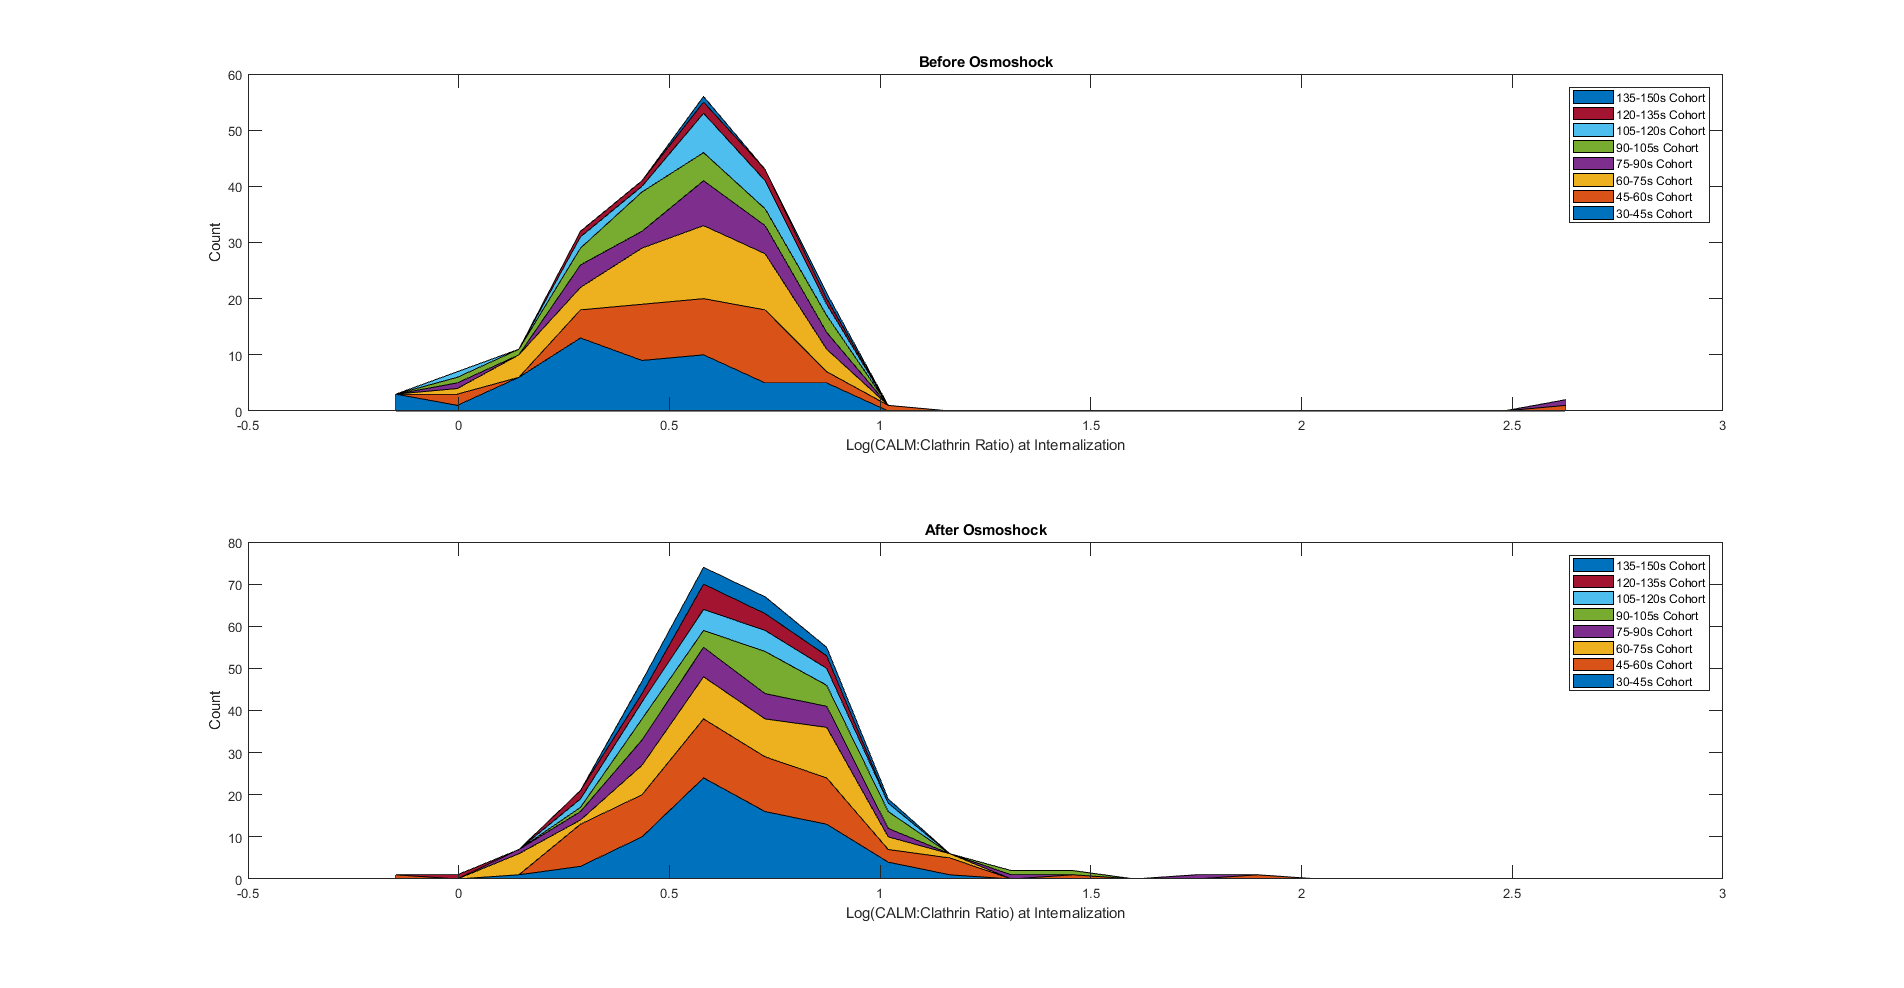 Before Osmoshock
60
50
40
30
20
10
0
Count
-0.5 0 0.5 1 1.5 2 2.5 3
Log(CALM:Clathrin Ratio) at Internalization
135-150s Cohort
120-135s Cohort
105-120s Cohort
90-105s Cohort
75-90s Cohort
60-75s Cohort
45-60s Cohort
30-45s Cohort
After Osmoshock
80
70
60
50
40
30
20
10
0
Count
-0.5 0 0.5 1 1.5 2 2.5 3
Log(CALM:Clathrin Ratio) at Internalization
135-150s Cohort
120-135s Cohort
105-120s Cohort
90-105s Cohort
75-90s Cohort
60-75s Cohort
45-60s Cohort
30-45s Cohort